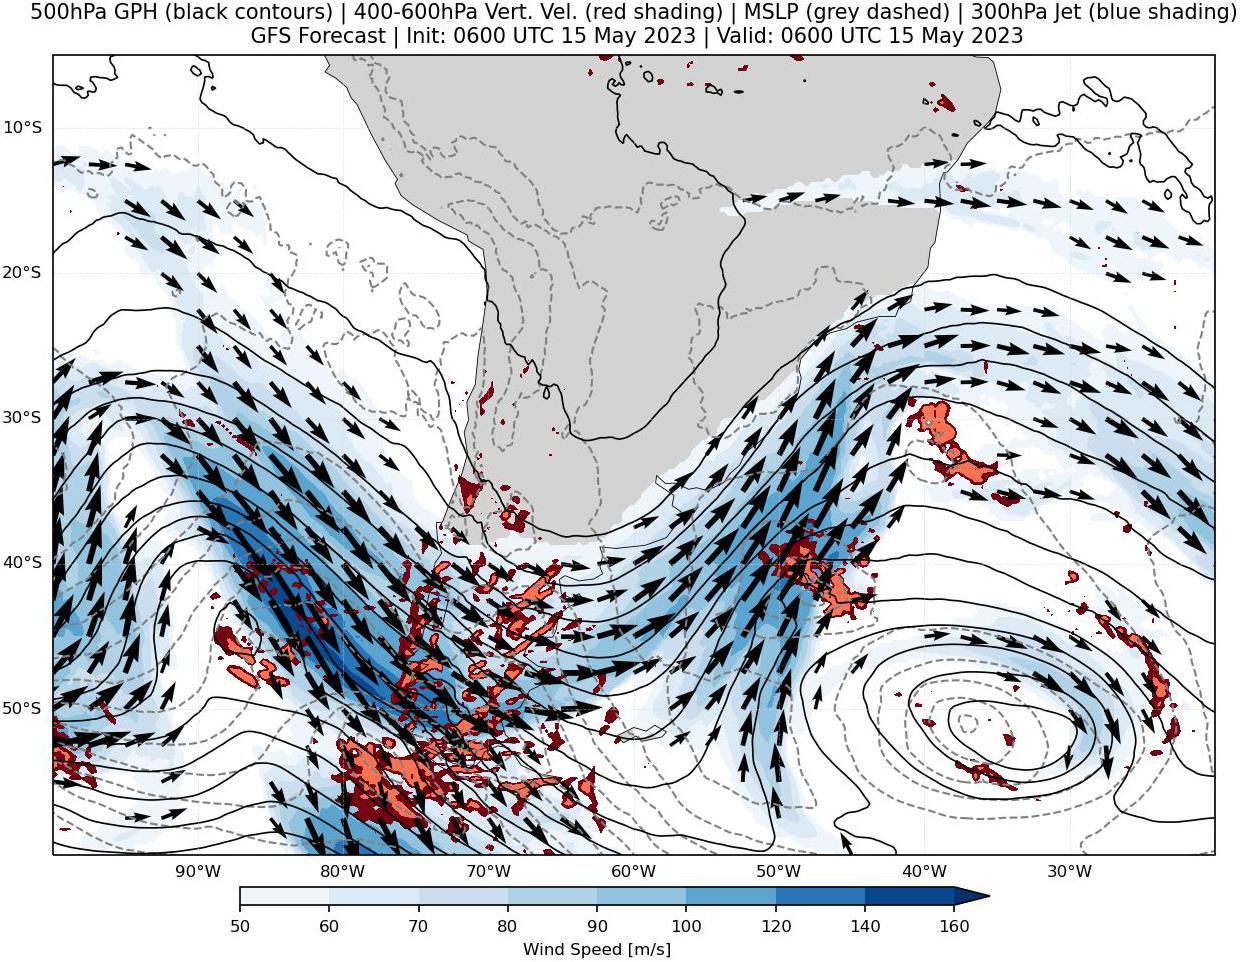 500hPa GPH (black contours) | 400-600hPa Vert. Vel. (red shading) | MSLP (grey dashed) | 300hPa Jet (blue shading)
GFS Forecast | Init: 0600 UTC 15 May 2023 | Valid: 0600 UTC 15 May 2023
10°S
20°S
30°S
40°S
50°S
90°W 80°W 70°W 60°W 50°W 40°W 30°W
50 60 70 80 90 100 120 140 160
Wind Speed [m/s]